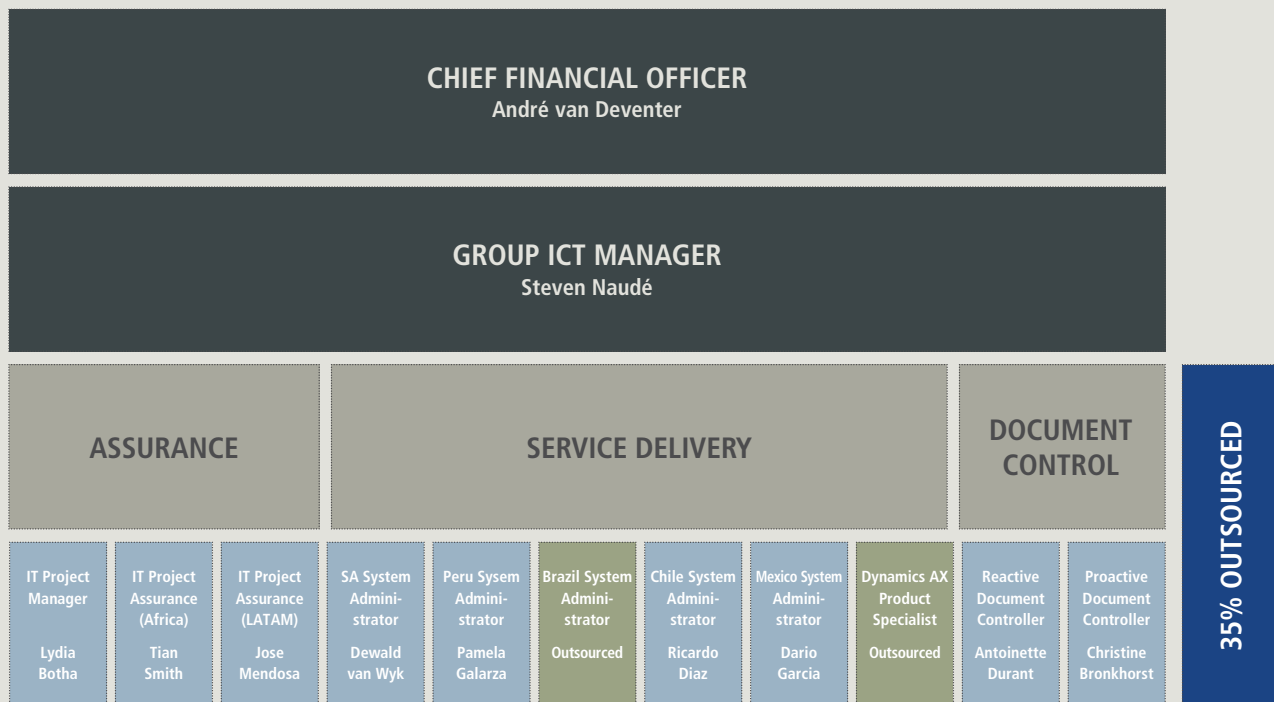 CHIEF FINANCIAL OFFICER
André van Deventer
GROUP ICT MANAGER
Steven Naudé
ASSURANCE
SERVICE DELIVERY
DOCUMENT
CONTROL
IT Project
Manager
Lydia
Botha
IT Project
Assurance
(Africa)
Tian
Smith
IT Project
Assurance
(LATAM)
Jose
Mendosa
SA System
Admini-
strator
Dewald
van Wyk
Peru Sysem
Admini-
strator
Pamela
Galarza
Brazil System
Admini-
strator
Outsourced
Chile System
Admini-
strator
Ricardo
Diaz
Mexico System
Admini-
strator
Dario
Garcia
Dynamics AX
Product
Specialist
Outsourced
Reactive
Document
Controller
Antoinette
Durant
Proactive
Document
Controller
Christine
Bronkhorst
35% OUTSOURCED